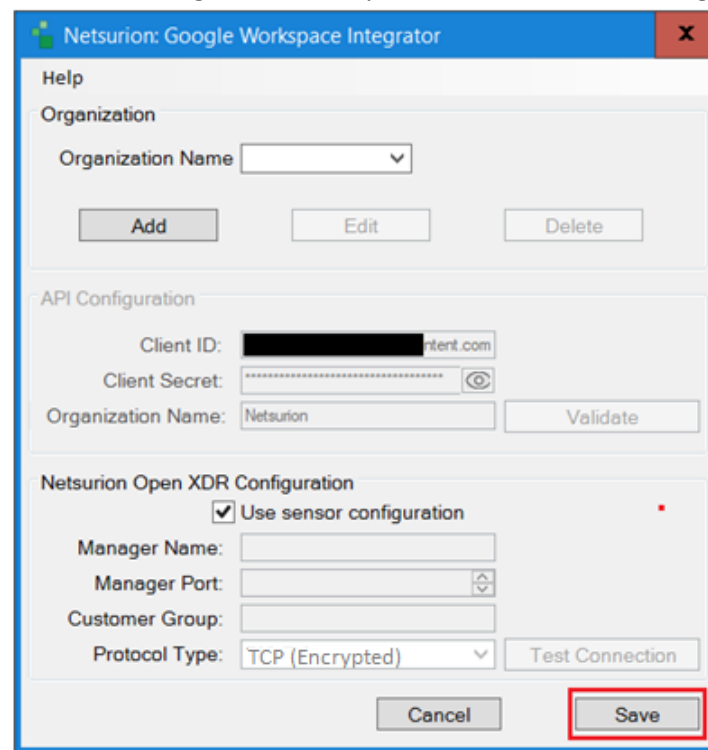 Netsurion: Google Workspace Integrator
Help
Organization
Organization Name
Add Edit Delete
API Configuration
Client ID: ntent.com
Client Secret: ************************************
Organization Name: Netsurion Validate
Netsurion Open XDR Configuration
Use sensor configuration
Manager Name:
Manager Port:
Customer Group:
Protocol Type: TCP (Encrypted) Test Connection
Cancel Save